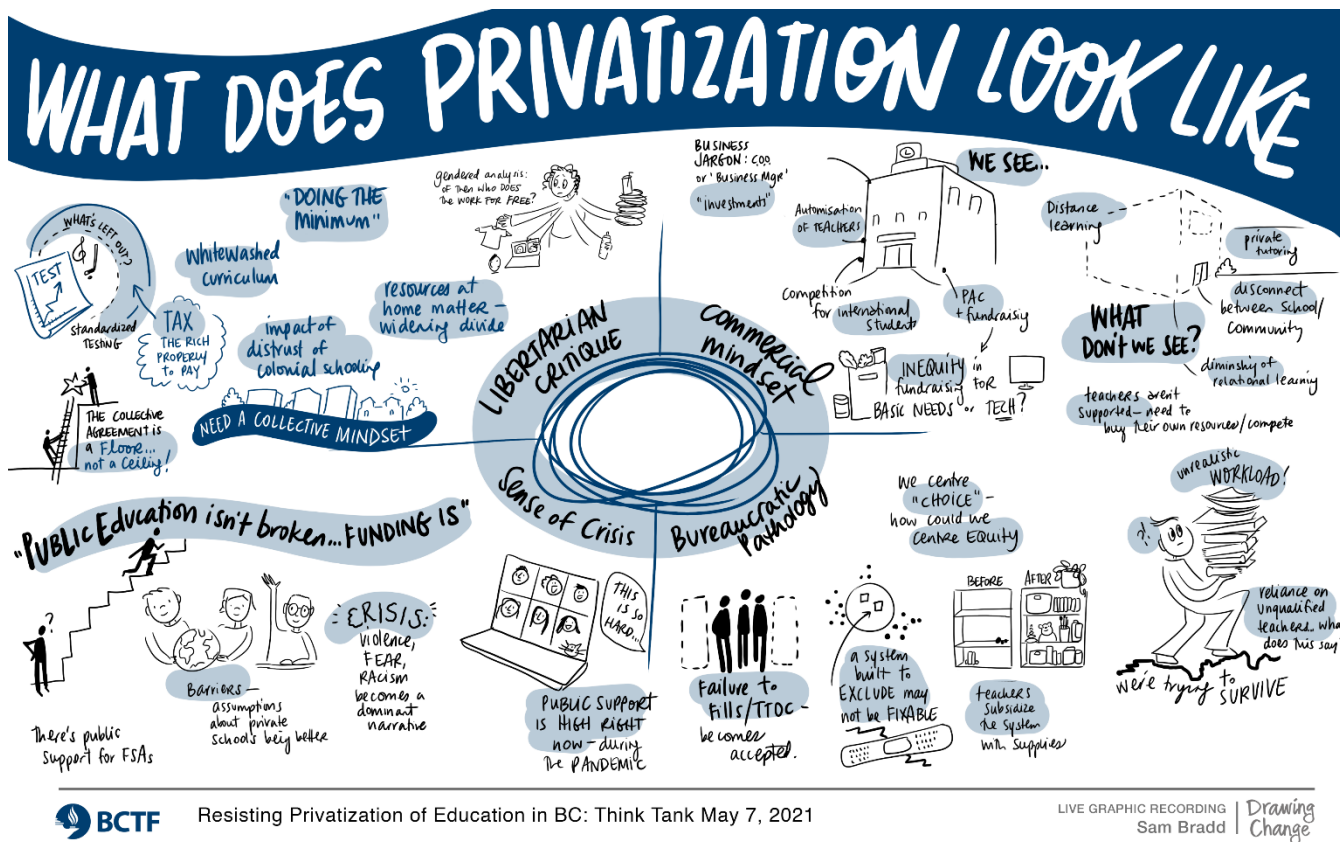 WHAT DOES PRIVATIZATION LOOK LIKE
WHAT'S LEFT OUT?
TEST
standardized
TESTING
"DOING THE
Minimum"
Whitewashed
curriculum
TAX
THE RICH
PROPERLY
to PAY
impact of
distrust of
colonial schooling
resources at
home matter –
widening divide
gendered analysis:
of then who DOES
the WORK FOR FREE?
THE COLLECTIVE
AGREEMENT IS
a FLOOR...
not a Ceiling!
NEED A COLLECTIVE MINDSET
LIBERTARIAN
CRITIQUE
Commercial
mindset
Sense of Crisis
Bureaucratic
Pathology
BUSINESS
JARGON: COO
or 'Business Mgr'
"investments"
WE SEE...
Automisation
OF TEACHERS
Competition
for international
Students
PAC
+ fundraisig
INEQUITY in
fundraising FOR
BASIC NEEDS or TECH?
Distance
learning
private
tutoring
disconnect
between School/
Community
WHAT
DON'T WE SEE?
diminishig of
relational learnig
teachers aren't
supported – need to
buy their own resources/compete
"PUBLIC EDUCATION isn't broken... FUNDING IS"
?
There's public
support for FSAs
Barriers –
assumptions
about private
schools beig better
CRISIS:
violence,
FEAR,
RACISM
becomes a
dominant
narrative
THIS
IS SO
HARD...
PUBLIC SUPPORT
IS HIGH RIGHT
now – during
the PANDEMIC
Failure to
Fills/TTOC –
becomes
accepted.
a system
built to
EXCLUDE may
not be FIXABLE
we centre
"CHOICE" –
how could we
Centre EQUITY
BEFORE
AFTER
teachers
subsidize
the system
with supplies
unrealistic
WORKLOAD!
?!
reliance on
unqualified
teachers.. wha
does this say
we're trying to
SURVIVE
BCTF
Resisting Privatization of Education in BC: Think Tank May 7, 2021
LIVE GRAPHIC RECORDING
Sam Bradd
Drawing
Change